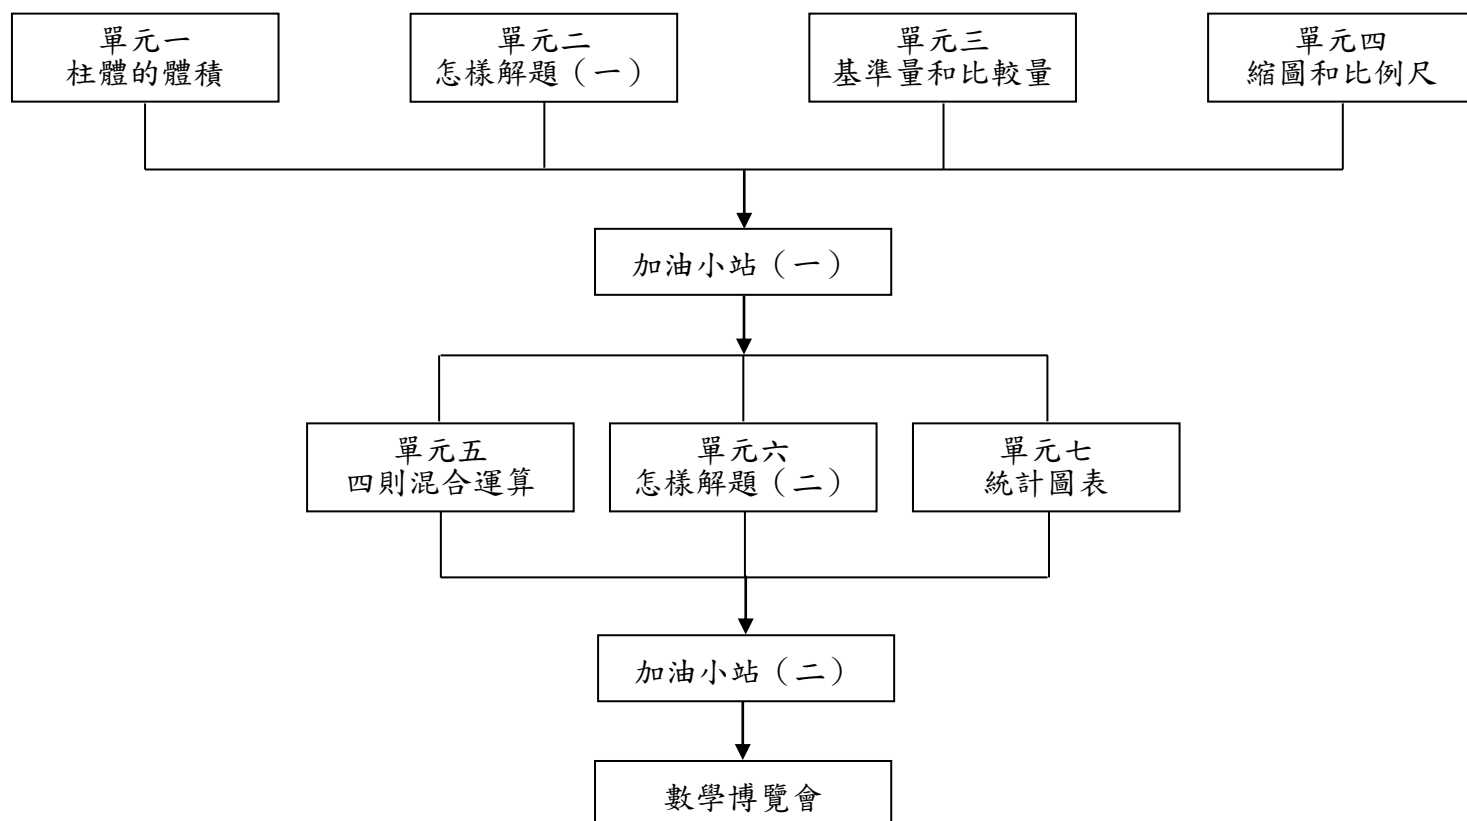 單元一
柱體的體積
單元二
怎樣解題（一）
單元三
基準量和比較量
單元四
縮圖和比例尺
加油小站（一）
單元五
四則混合運算
單元六
怎樣解題（二）
單元七
統計圖表
加油小站（二）
數學博覽會